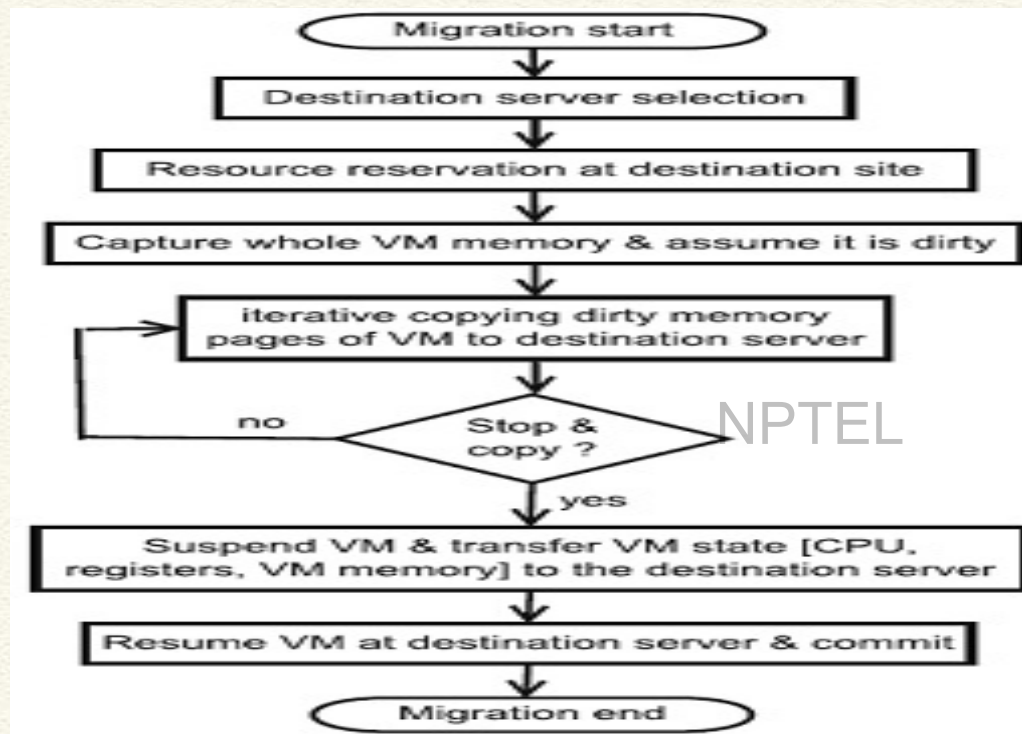 Migration start
Destination server selection
Resource reservation at destination site
Capture whole VM memory & assume it is dirty
iterative copying dirty memory
pages of VM to destination server
no
Stop &
copy ?
NPTEL
yes
Suspend VM & transfer VM state [CPU,
registers, VM memory] to the destination server
Resume VM at destination server & commit
Migration end